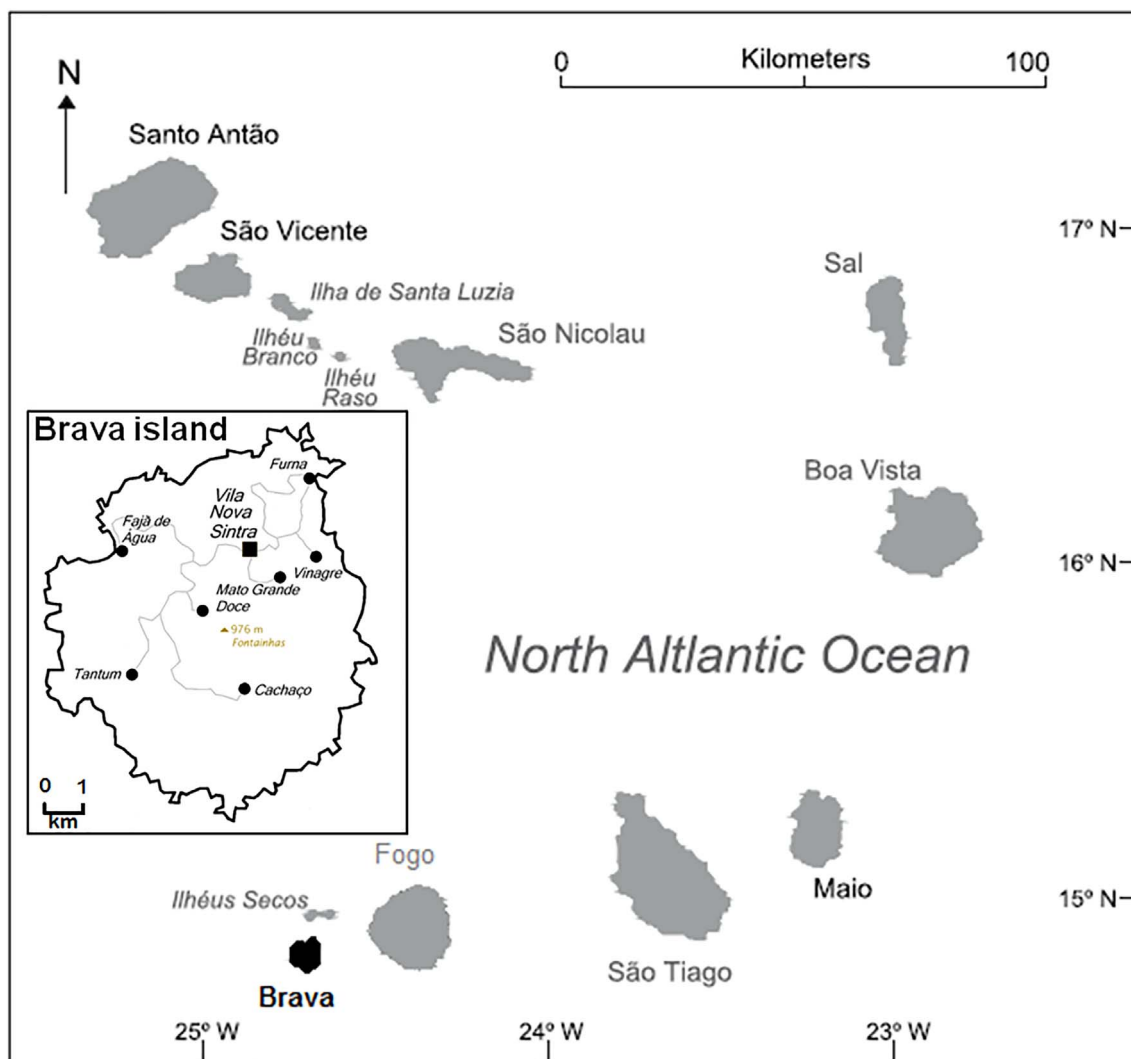 0 Kilometers 100
N
Santo Antão
São Vicente
17º N
Sal
Ilha de Santa Luzia
São Nicolau
Ilhéu
Branco
Ilhéu
Raso
Brava island
Furna
Vila
Nova
Sintra
Fajã de
Água
Vinagre
Mato Grande
Doce
976 m
Fontainhas
Tantum
Cachaço
0 1
km
Boa Vista
16º N
North Altlantic Ocean
Fogo
Ilhéus Secos
Brava
Maio
15º N
São Tiago
25º W
24º W
23º W